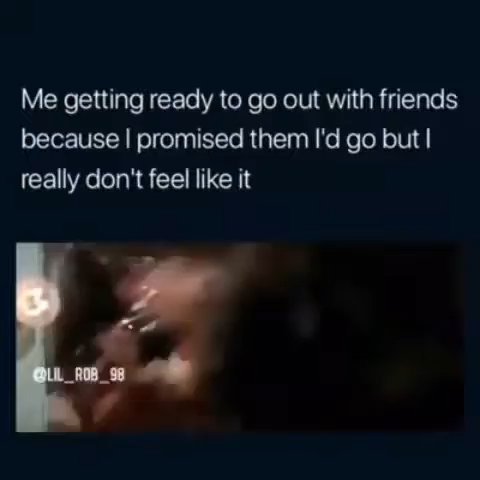 Me getting ready to go out with friends
because I promised them I'd go but I
really don't feel like it
@LIL_ROB_98